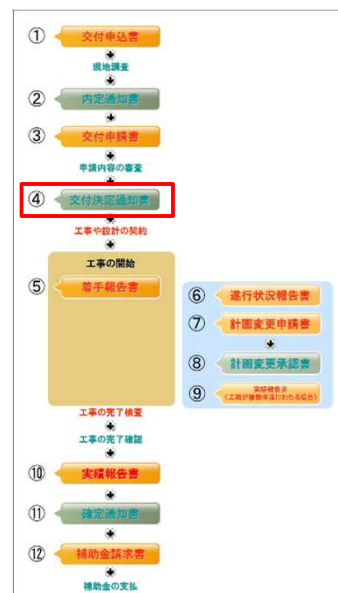 ① 交付申込書
現地調査
② 内定通知書
③ 交付申請書
申請内容の審査
④ 交付決定通知書
工事や設計の契約
工事の開始
⑤ 着手報告書
⑥ 遂行状況報告書
⑦ 計画変更申請書
⑧ 計画変更承認書
⑨ 実績報告書
(工期が複数年度にわたる場合)
工事の完了検査
工事の完了確認
⑩ 実績報告書
⑪ 確定通知書
⑫ 補助金請求書
補助金の支払